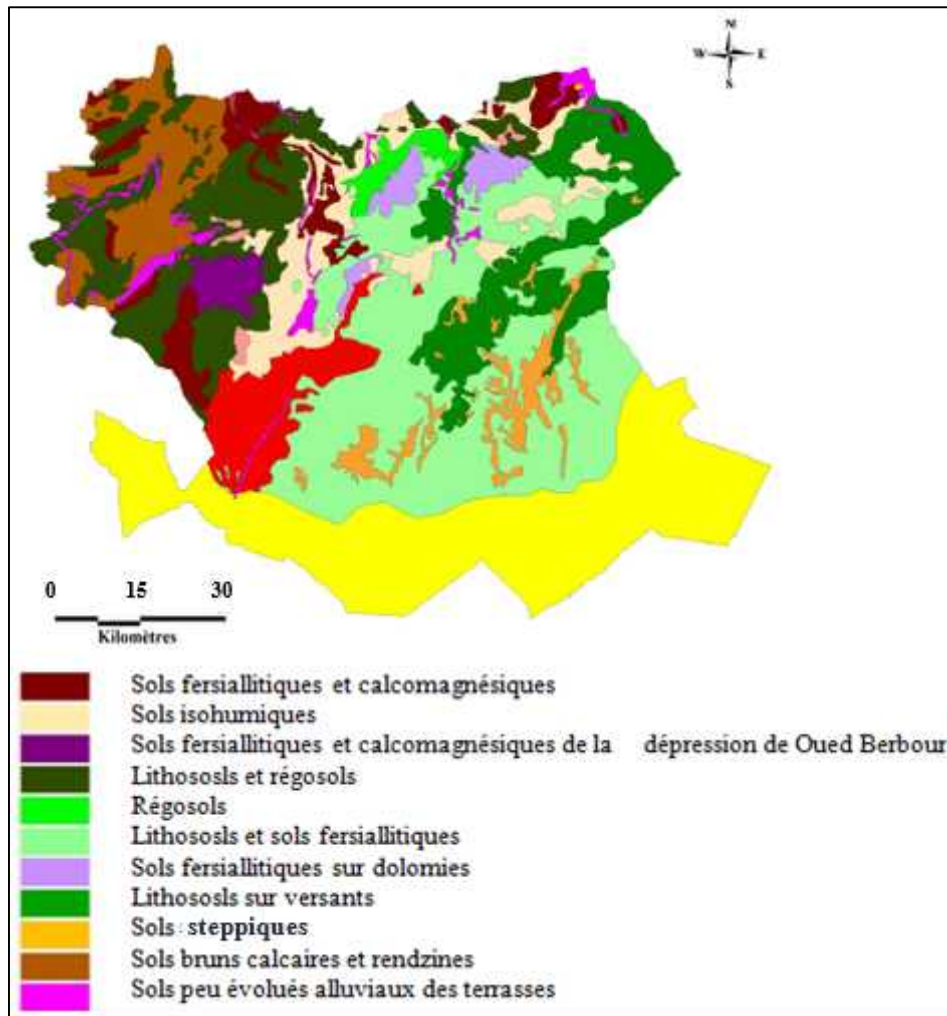 N
W E
S
0 15 30
Kilomètres
Sols fersiallitiques et calcomagnésiques
Sols isohumiques
Sols fersiallitiques et calcomagnésiques de la dépression de Oued Berbour
Lithososls et régosols
Régosols
Lithososls et sols fersiallitiques
Sols fersiallitiques sur dolomies
Lithososls sur versants
Sols : steppiques
Sols bruns calcaires et rendzines
Sols peu évolués alluviaux des terrasses